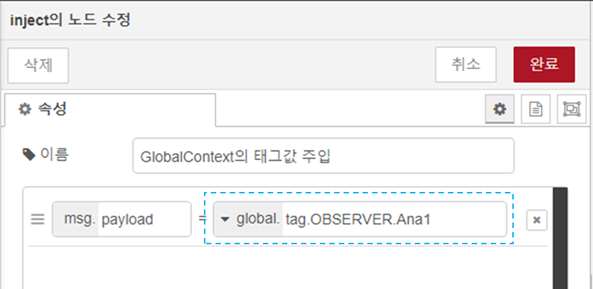 inject의 노드 수정
삭제 취소 완료
속성
이름 GlobalContext의 태그값 주입
msg. payload = global. tag.OBSERVER.Ana1